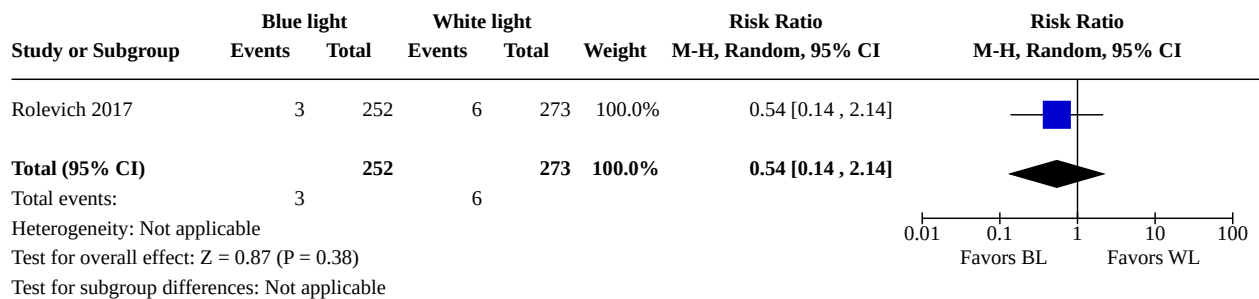 Blue light White light Risk Ratio Risk Ratio
Study or Subgroup Events Total Events Total Weight M-H, Random, 95% CI M-H, Random, 95% CI
Rolevich 2017 3 252 6 273 100.0% 0.54 [0.14 , 2.14]
Total (95% CI) 252 273 100.0% 0.54 [0.14 , 2.14]
Total events: 3 6
Heterogeneity: Not applicable 0.01 0.1 1 10 100
Test for overall effect: Z = 0.87 (P = 0.38) Favors BL Favors WL
Test for subgroup differences: Not applicable